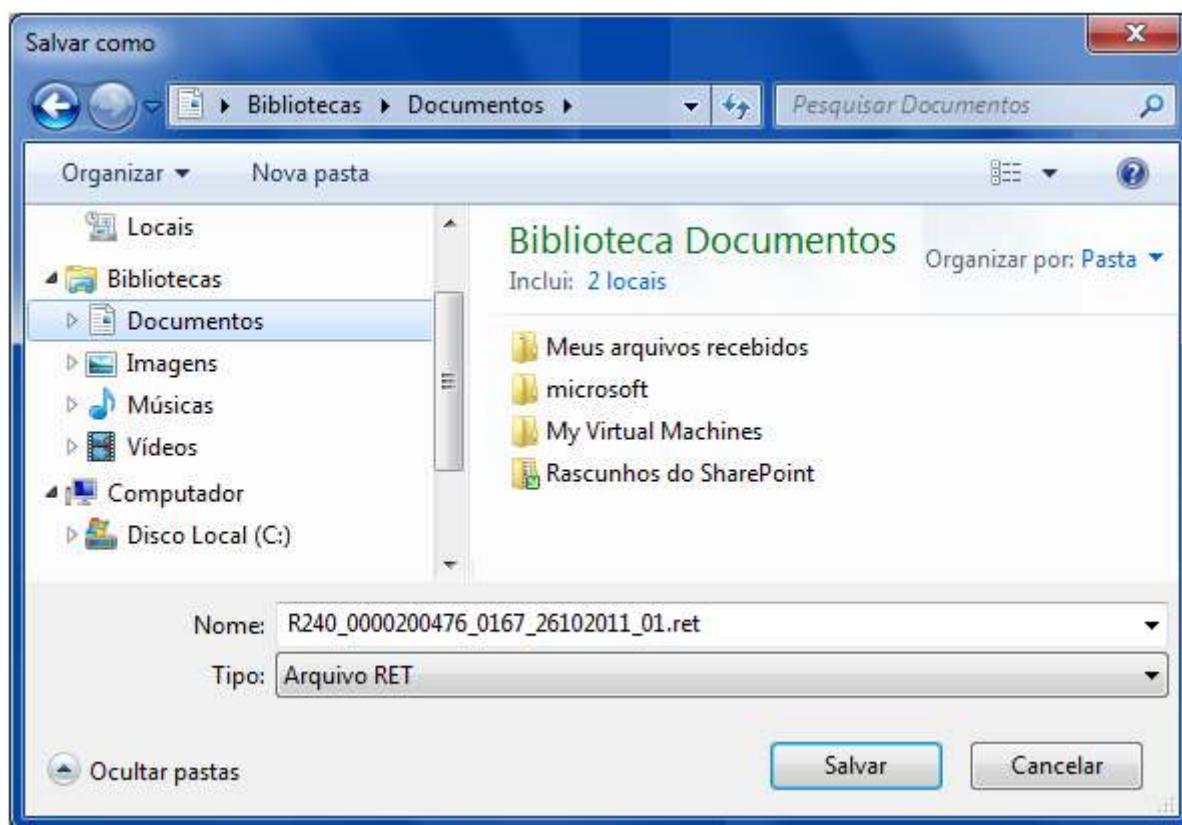 Salvar como
Bibliotecas Documentos
Pesquisar Documentos
Organizar
Nova pasta
Locais
Bibliotecas
Documentos
Imagens
Músicas
Vídeos
Computador
Disco Local (C:)
Biblioteca Documentos
Inclui: 2 locais
Organizar por: Pasta
Meus arquivos recebidos
microsoft
My Virtual Machines
Rascunhos do SharePoint
Nome: R240_0000200476_0167_26102011_01.ret
Tipo: Arquivo RET
Ocultar pastas
Salvar
Cancelar